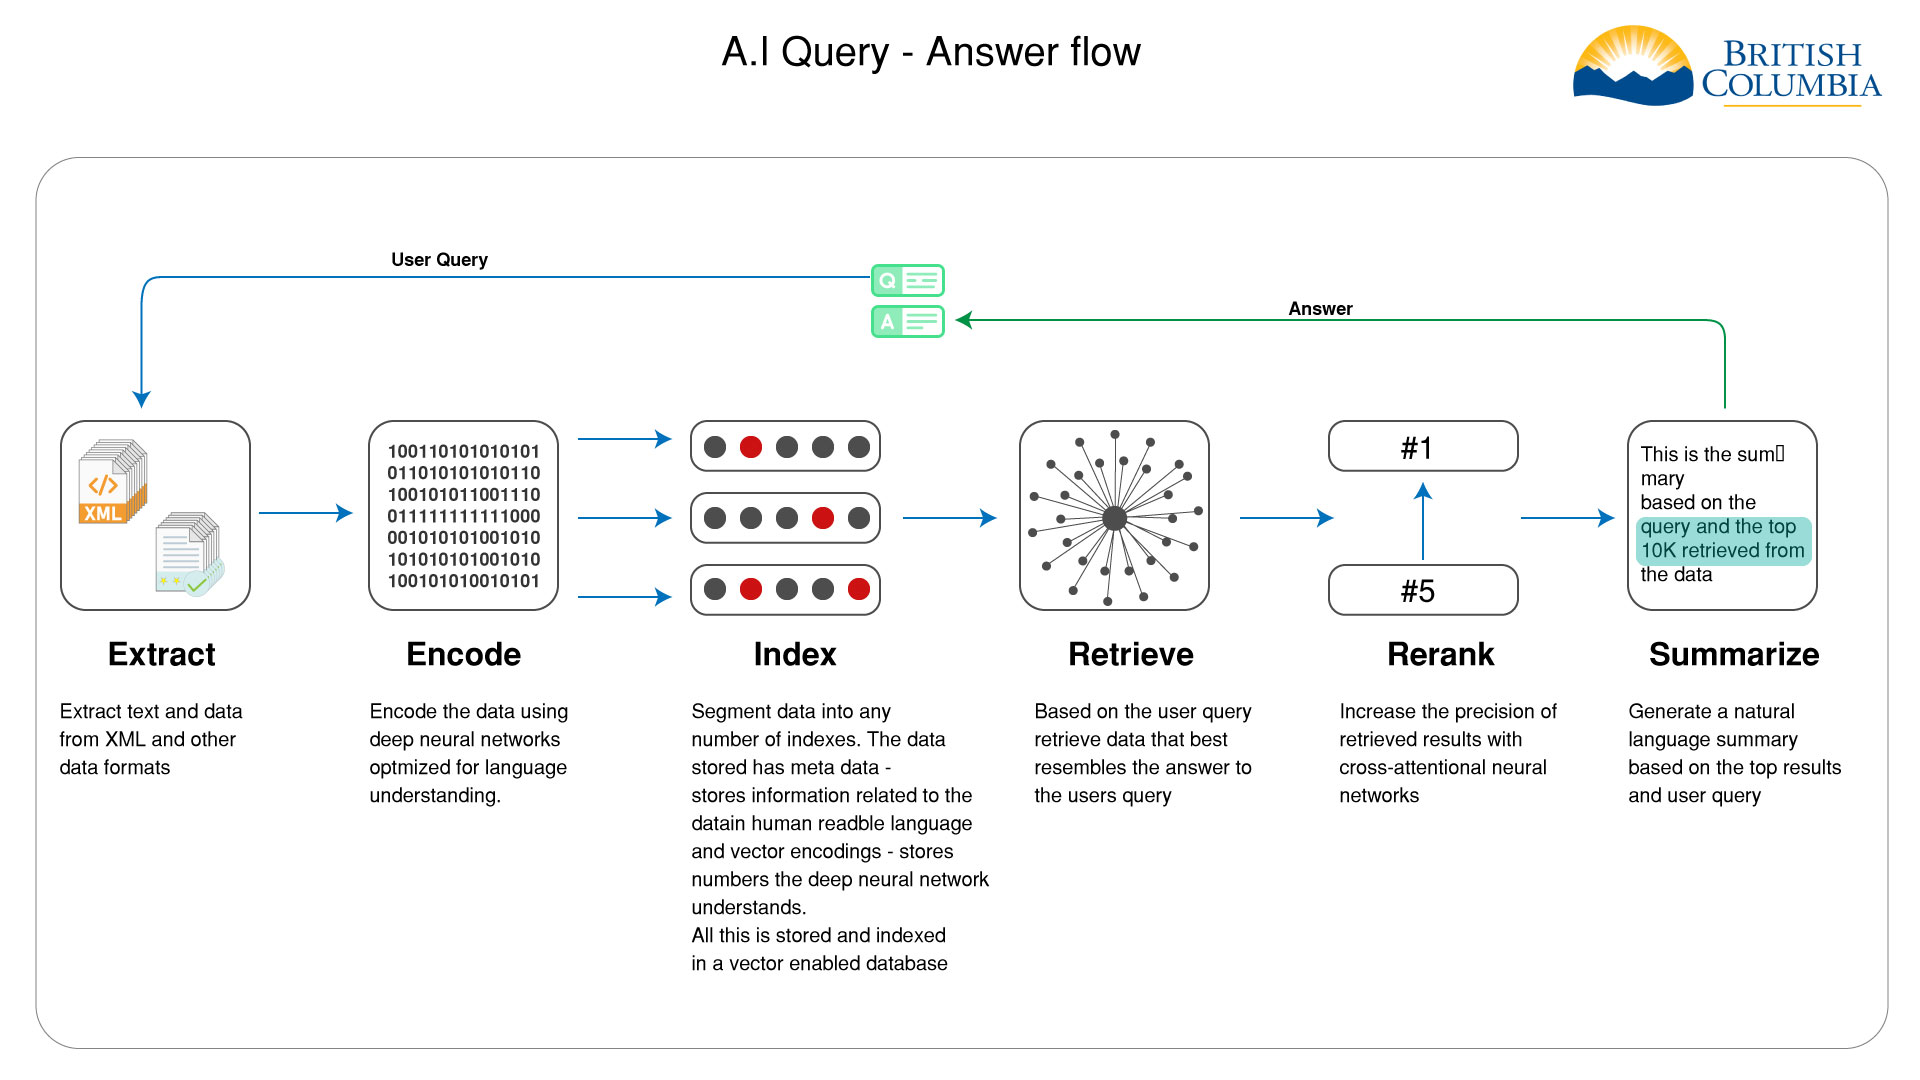 A.I Query - Answer flow
BRITISH
COLUMBIA
User Query
Q
A
Answer
</>
XML
100110101010101
011010101010110
100101011001110
011111111111000
001010101001010
101010101001010
100101010010101
#1
#5
This is the sum▯
mary
based on the
query and the top
10K retrieved from
the data
Extract
Extract text and data
from XML and other
data formats
Encode
Encode the data using
deep neural networks
optmized for language
understanding.
Index
Segment data into any
number of indexes. The data
stored has meta data -
stores information related to the
datain human readble language
and vector encodings - stores
numbers the deep neural network
understands.
All this is stored and indexed
in a vector enabled database
Retrieve
Based on the user query
retrieve data that best
resembles the answer to
the users query
Rerank
Increase the precision of
retrieved results with
cross-attentional neural
networks
Summarize
Generate a natural
language summary
based on the top results
and user query